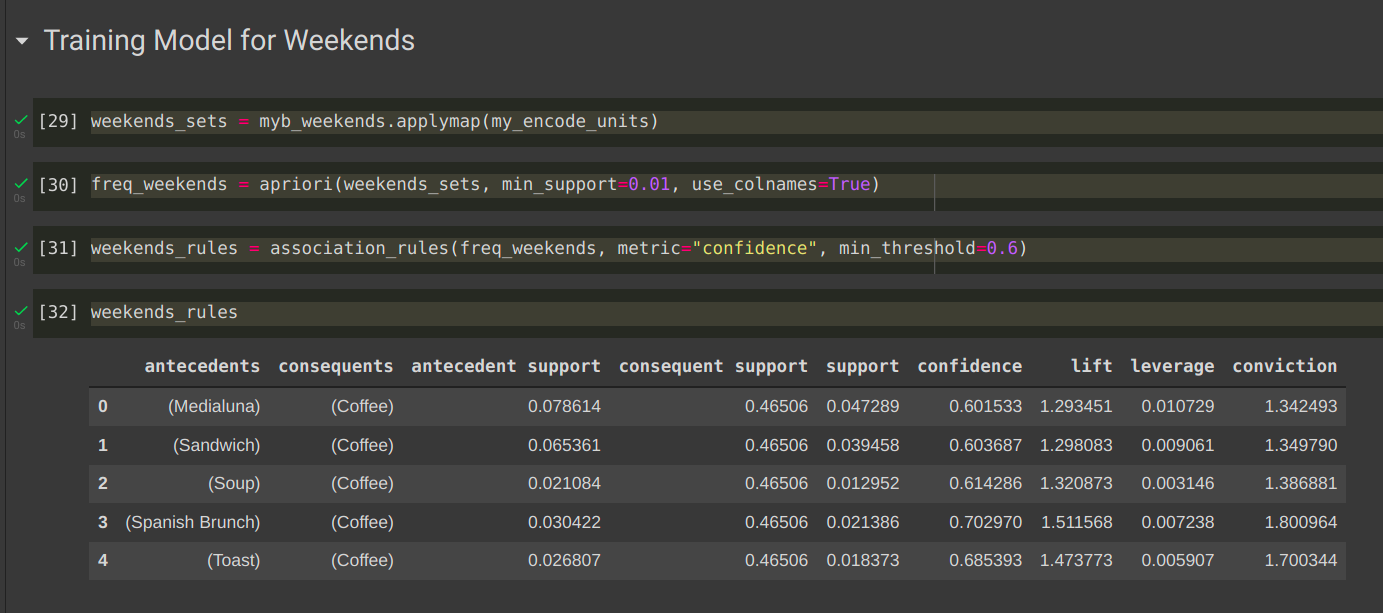 Training Model for Weekends
[29] weekends_sets = myb_weekends.applymap(my_encode_units)
0s
[30] freq_weekends = apriori(weekends_sets, min_support=0.01, use_colnames=True)
0s
[31] weekends_rules = association_rules(freq_weekends, metric="confidence", min_threshold=0.6)
0s
[32] weekends_rules
0s
antecedents consequents antecedent support consequent support support confidence lift leverage conviction
0 (Medialuna) (Coffee) 0.078614 0.46506 0.047289 0.601533 1.293451 0.010729 1.342493
1 (Sandwich) (Coffee) 0.065361 0.46506 0.039458 0.603687 1.298083 0.009061 1.349790
2 (Soup) (Coffee) 0.021084 0.46506 0.012952 0.614286 1.320873 0.003146 1.386881
3 (Spanish Brunch) (Coffee) 0.030422 0.46506 0.021386 0.702970 1.511568 0.007238 1.800964
4 (Toast) (Coffee) 0.026807 0.46506 0.018373 0.685393 1.473773 0.005907 1.700344